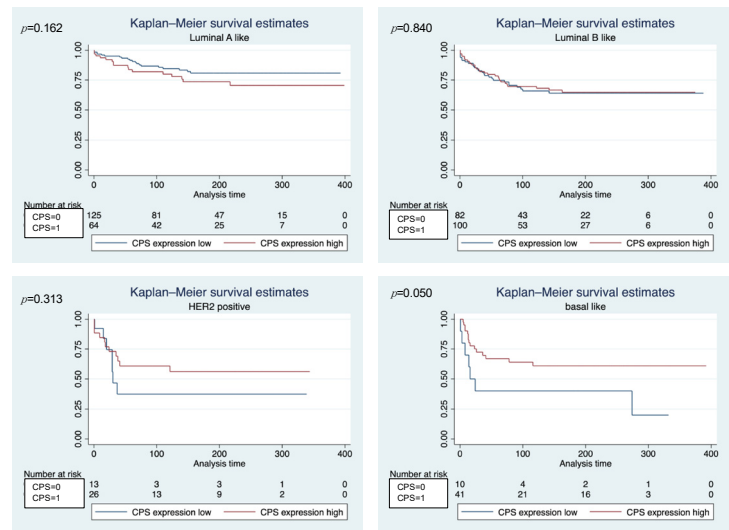 p=0.162
Kaplan–Meier survival estimates
Luminal A like
1.00
0.75
0.50
0.25
0.00
0 100 200 300 400
Analysis time
Number at risk
CPS=0 125 81 47 15 0
CPS=1 64 42 25 7 0
CPS expression low CPS expression high
p=0.840
Kaplan–Meier survival estimates
Luminal B like
1.00
0.75
0.50
0.25
0.00
0 100 200 300 400
Analysis time
Number at risk
CPS=0 82 43 22 6 0
CPS=1 100 53 27 6 0
CPS expression low CPS expression high
p=0.313
Kaplan–Meier survival estimates
HER2 positive
1.00
0.75
0.50
0.25
0.00
0 100 200 300 400
Analysis time
Number at risk
CPS=0 13 3 3 1 0
CPS=1 26 13 9 2 0
CPS expression low CPS expression high
p=0.050
Kaplan–Meier survival estimates
basal like
1.00
0.75
0.50
0.25
0.00
0 100 200 300 400
Analysis time
Number at risk
CPS=0 10 4 2 1 0
CPS=1 41 21 16 3 0
CPS expression low CPS expression high